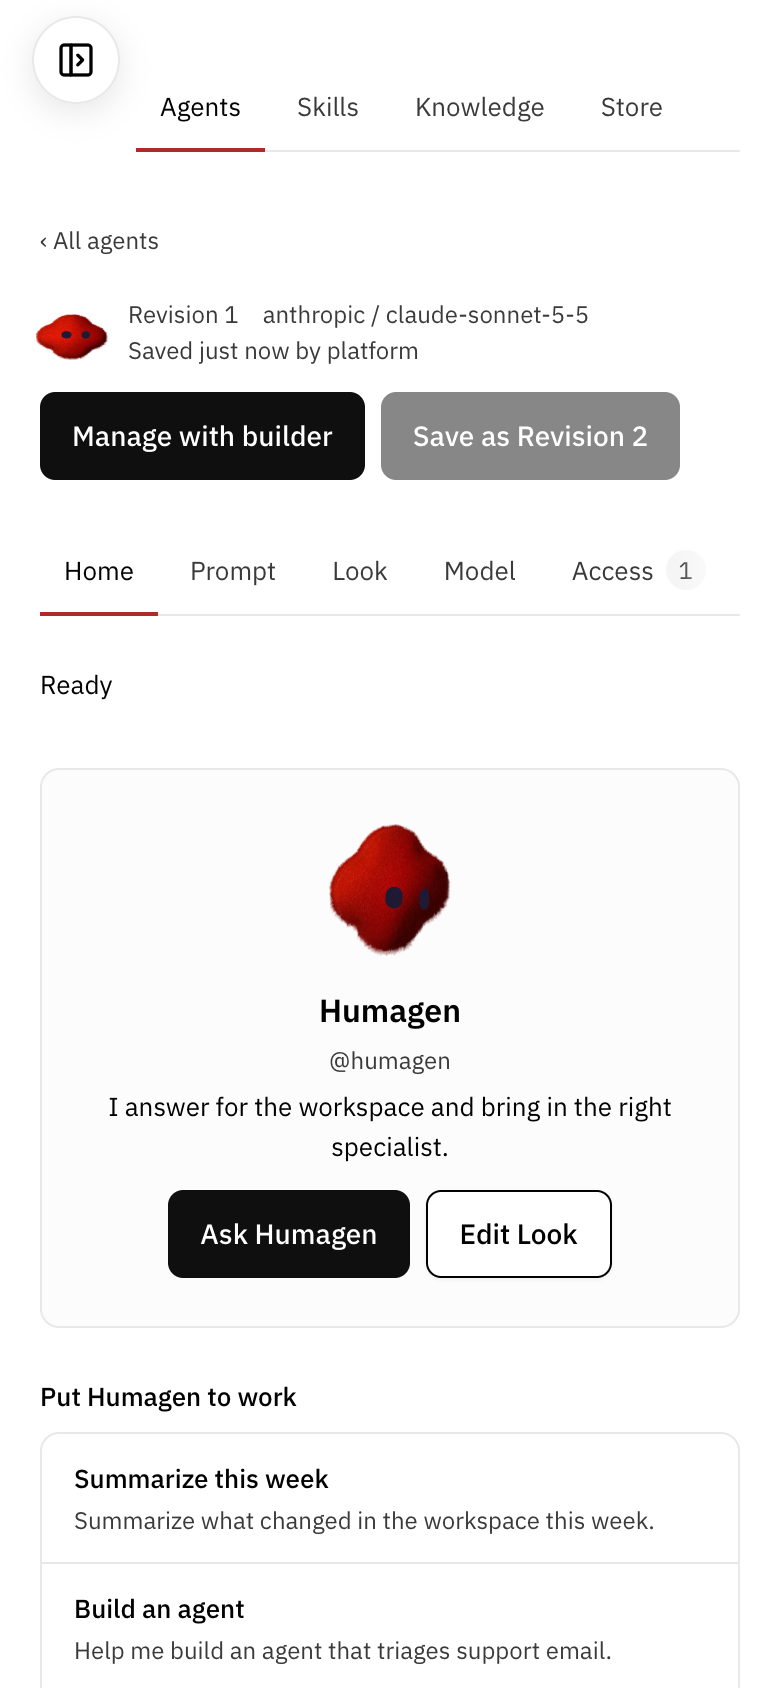 Agents Skills Knowledge Store
‹ All agents
Revision 1 anthropic / claude-sonnet-5-5
Saved just now by platform
Manage with builder Save as Revision 2
Home Prompt Look Model Access 1
Ready
Humagen
@humagen
I answer for the workspace and bring in the right
specialist.
Ask Humagen Edit Look
Put Humagen to work
Summarize this week
Summarize what changed in the workspace this week.
Build an agent
Help me build an agent that triages support email.